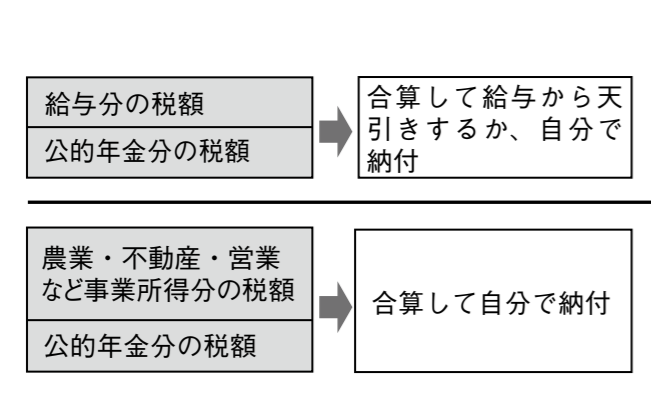 給与分の税額
公的年金分の税額
合算して給与から天
引きするか、自分で
納付
農業・不動産・営業
など事業所得分の税額
公的年金分の税額
合算して自分で納付